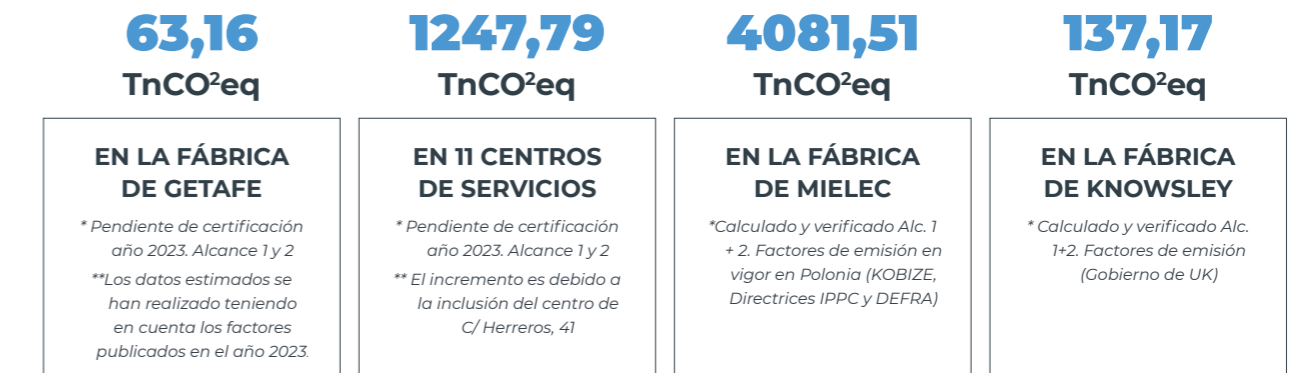 63,16
TnCO²eq
EN LA FÁBRICA
DE GETAFE
* Pendiente de certificación
año 2023. Alcance 1 y 2
**Los datos estimados se
han realizado teniendo
en cuenta los factores
publicados en el año 2023.
1247,79
TnCO²eq
EN 11 CENTROS
DE SERVICIOS
* Pendiente de certificación
año 2023. Alcance 1 y 2
** El incremento es debido a
la inclusión del centro de
C/ Herreros, 41
4081,51
TnCO²eq
EN LA FÁBRICA
DE MIELEC
*Calculado y verificado Alc. 1
+ 2. Factores de emisión en
vigor en Polonia (KOBIZE,
Directrices IPPC y DEFRA)
137,17
TnCO²eq
EN LA FÁBRICA
DE KNOWSLEY
* Calculado y verificado Alc.
1+2. Factores de emisión
(Gobierno de UK)